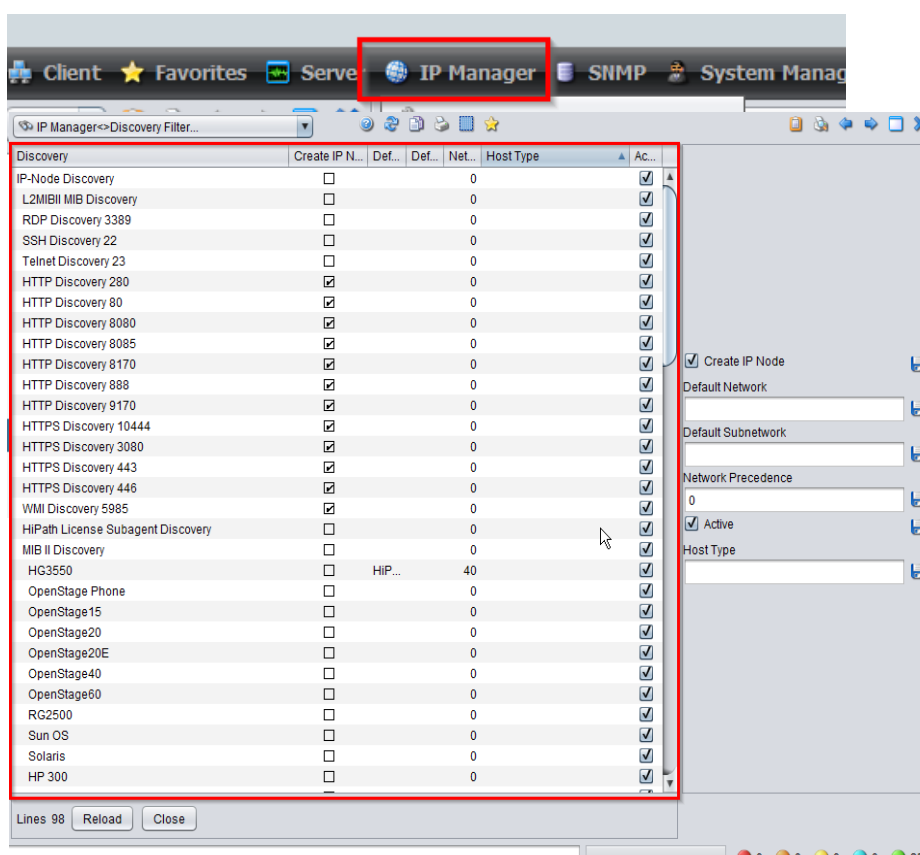 Client Favorites Serve IP Manager SNMP System Manag
IP Manager<>Discovery Filter...
Discovery Create IP N... Def... Def... Net... Host Type Ac...
IP-Node Discovery 0
L2MIBII MIB Discovery 0
RDP Discovery 3389 0
SSH Discovery 22 0
Telnet Discovery 23 0
HTTP Discovery 280 0
HTTP Discovery 80 0
HTTP Discovery 8080 0
HTTP Discovery 8085 0
HTTP Discovery 8170 0
HTTP Discovery 888 0
HTTP Discovery 9170 0
HTTPS Discovery 10444 0
HTTPS Discovery 3080 0
HTTPS Discovery 443 0
HTTPS Discovery 446 0
WMI Discovery 5985 0
HiPath License Subagent Discovery 0
MIB II Discovery 0
HG3550 HiP... 40
OpenStage Phone 0
OpenStage15 0
OpenStage20 0
OpenStage20E 0
OpenStage40 0
OpenStage60 0
RG2500 0
Sun OS 0
Solaris 0
HP 300 0
Create IP Node
Default Network
Default Subnetwork
Network Precedence
0
Active
Host Type
Lines 98 Reload Close